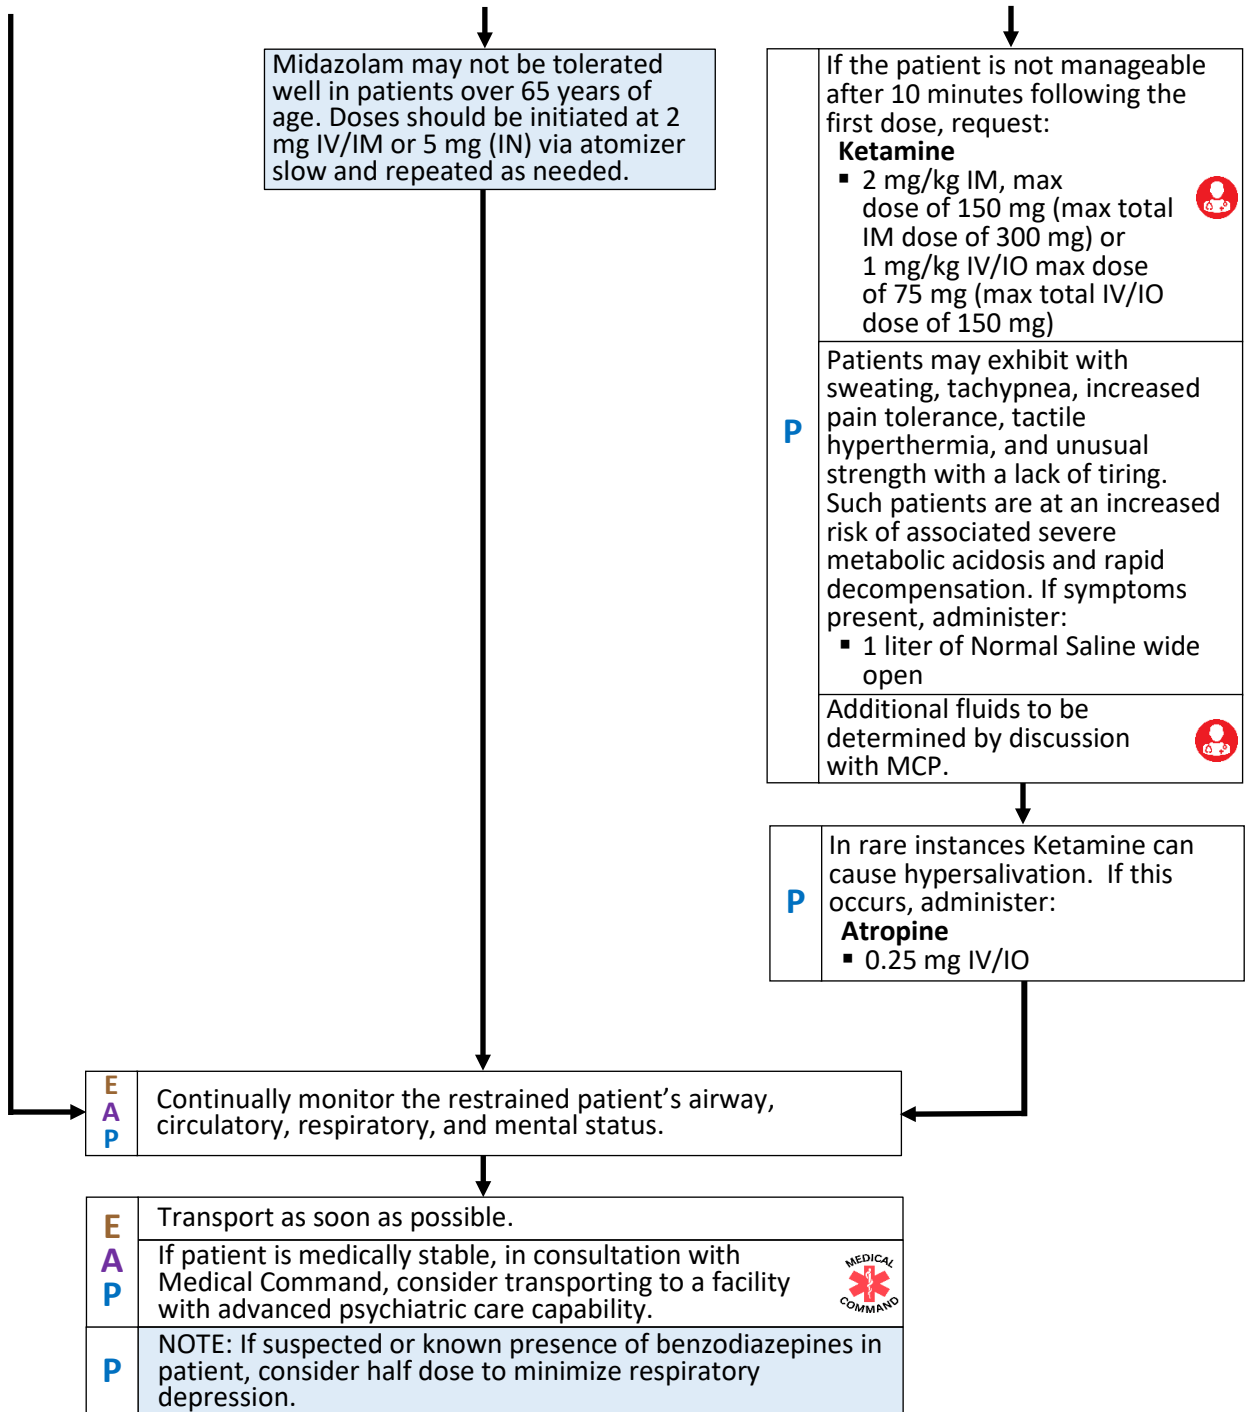 Midazolam may not be tolerated
well in patients over 65 years of
age. Doses should be initiated at 2
mg IV/IM or 5 mg (IN) via atomizer
slow and repeated as needed.
If the patient is not manageable
after 10 minutes following the
first dose, request:
Ketamine
▪ 2 mg/kg IM, max
dose of 150 mg (max total
IM dose of 300 mg) or
1 mg/kg IV/IO max dose
of 75 mg (max total IV/IO
dose of 150 mg)
P
Patients may exhibit with
sweating, tachypnea, increased
pain tolerance, tactile
hyperthermia, and unusual
strength with a lack of tiring.
Such patients are at an increased
risk of associated severe
metabolic acidosis and rapid
decompensation. If symptoms
present, administer:
▪ 1 liter of Normal Saline wide
open
Additional fluids to be
determined by discussion
with MCP.
P
In rare instances Ketamine can
cause hypersalivation.  If this
occurs, administer:
Atropine
▪ 0.25 mg IV/IO
E
A
P
Continually monitor the restrained patient’s airway,
circulatory, respiratory, and mental status.
E
A
P
Transport as soon as possible.
If patient is medically stable, in consultation with
Medical Command, consider transporting to a facility
with advanced psychiatric care capability.
MEDICAL
COMMAND
P
NOTE: If suspected or known presence of benzodiazepines in
patient, consider half dose to minimize respiratory
depression.